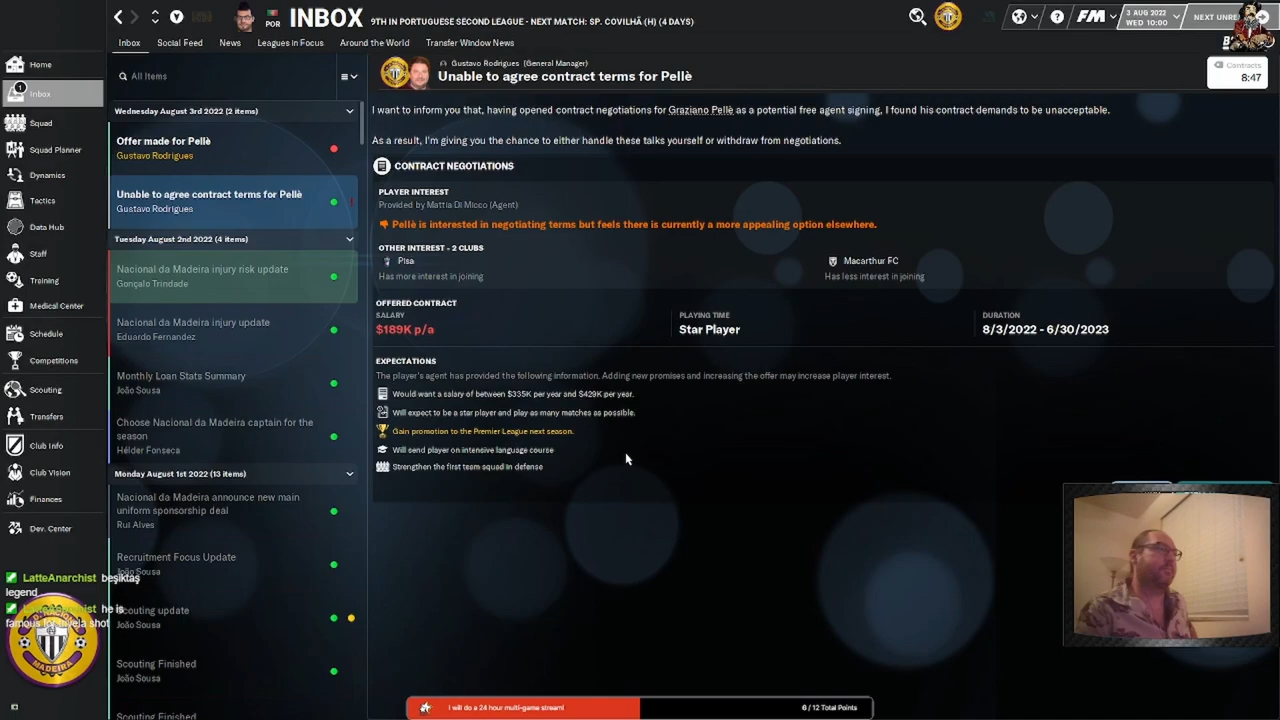 POR
INBOX
9TH IN PORTUGUESE SECOND LEAGUE - NEXT MATCH: SP. COVILHÃ (H) (4 DAYS)
FM
3 AUG 2022
WED 10:00
Inbox
Social Feed
News
Leagues in Focus
Around the World
Transfer Window News
Home
1
Inbox
Squad
Squad Planner
Dynamics
Tactics
Data Hub
Staff
Training
Medical Center
Schedule
Competitions
Scouting
Transfers
Club Info
Club Vision
Finances
Dev. Center
All Items
Wednesday August 3rd 2022 (2 items)
Offer made for Pellè
Gustavo Rodrigues
Unable to agree contract terms for Pellè
Gustavo Rodrigues
Tuesday August 2nd 2022 (4 items)
Nacional da Madeira injury risk update
Gonçalo Trindade
Nacional da Madeira injury update
Eduardo Fernandez
Monthly Loan Stats Summary
João Sousa
Choose Nacional da Madeira captain for the
season
Hélder Fonseca
Monday August 1st 2022 (13 items)
Nacional da Madeira announce new main
uniform sponsorship deal
Rui Alves
Recruitment Focus Update
João Sousa
Scouting update
João Sousa
Scouting Finished
João Sousa
Scouting Finished
Gustavo Rodrigues (General Manager)
Unable to agree contract terms for Pellè
Contracts
8:47
I want to inform you that, having opened contract negotiations for Graziano Pellè as a potential free agent signing, I found his contract demands to be unacceptable.
As a result, I'm giving you the chance to either handle these talks yourself or withdraw from negotiations.
CONTRACT NEGOTIATIONS
PLAYER INTEREST
Provided by Mattia Di Micco (Agent)
Pellè is interested in negotiating terms but feels there is currently a more appealing option elsewhere.
OTHER INTEREST - 2 CLUBS
Pisa
Has more interest in joining
Macarthur FC
Has less interest in joining
OFFERED CONTRACT
SALARY
$189K p/a
PLAYING TIME
Star Player
DURATION
8/3/2022 - 6/30/2023
EXPECTATIONS
The player's agent has provided the following information. Adding new promises and increasing the offer may increase player interest.
Would want a salary of between $335K per year and $429K per year.
Will expect to be a star player and play as many matches as possible.
Gain promotion to the Premier League next season.
Will send player on intensive language course
Strengthen the first team squad in defense
LatteAnarchist beşiktaş
legend
LatteAnarchist he is
MADEIRA
I will do a 24 hour multi-game stream!
6 / 12 Total Points